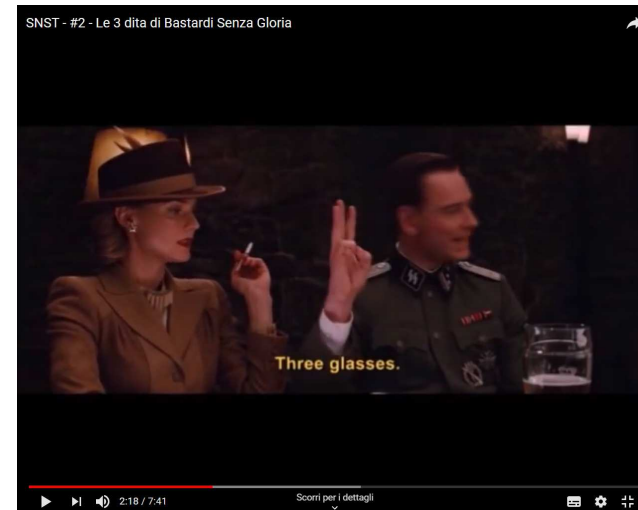 SNST - #2 - Le 3 dita di Bastardi Senza Gloria
Three glasses.
2:18 / 7:41
Scorri per i dettagli